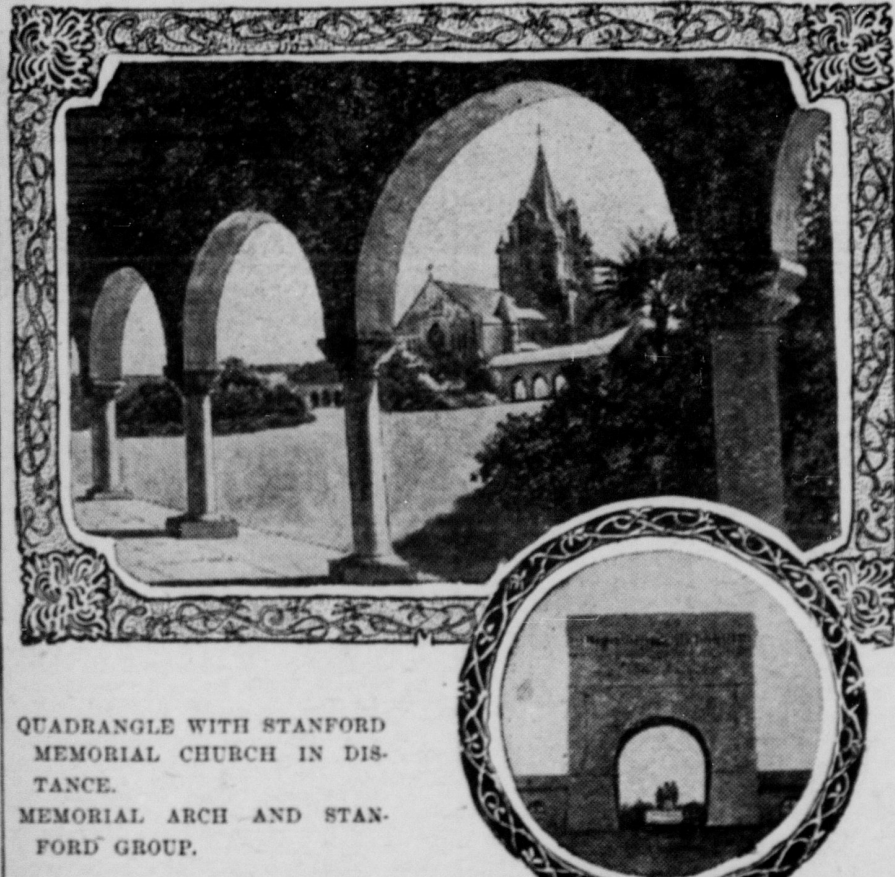 QUADRANGLE WITH STANFORD
MEMORIAL CHURCH IN DIS-
TANCE.
MEMORIAL ARCH AND STAN-
FORD GROUP.